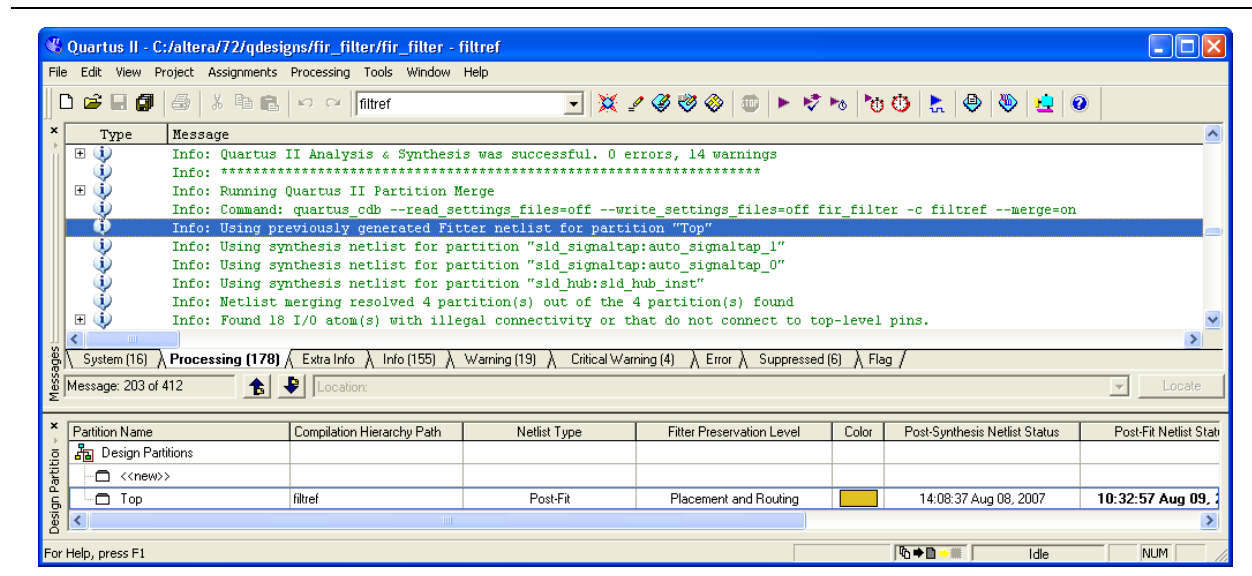 Quartus II - C:/altera/72/qdesigns/fir_filter/fir_filter - filtref
File Edit View Project Assignments Processing Tools Window Help
filtref
Type Message
Info: Quartus II Analysis & Synthesis was successful. 0 errors, 14 warnings
Info: *************************************************************
Info: Running Quartus II Partition Merge
Info: Command: quartus_cdb --read_settings_files=off --write_settings_files=off fir_filter -c filtref --merge=on
Info: Using previously generated Fitter netlist for partition "Top"
Info: Using synthesis netlist for partition "sld_signaltap:auto_signaltap_1"
Info: Using synthesis netlist for partition "sld_signaltap:auto_signaltap_0"
Info: Using synthesis netlist for partition "sld_hub:sld_hub_inst"
Info: Netlist merging resolved 4 partition(s) out of the 4 partition(s) found
Info: Found 18 I/O atom(s) with illegal connectivity or that do not connect to top-level pins.
System (16) Processing (178) Extra Info Info (155) Warning (19) Critical Warning (4) Error Suppressed (6) Flag
Messages
Message: 203 of 412 Location: Locate
Partition Name Compilation Hierarchy Path Netlist Type Fitter Preservation Level Color Post-Synthesis Netlist Status Post-Fit Netlist Stat
Design Partitions
<<new>>
Top filtref Post-Fit Placement and Routing 14:08:37 Aug 08, 2007 10:32:57 Aug 09,
Design Partitio
For Help, press F1 Idle NUM